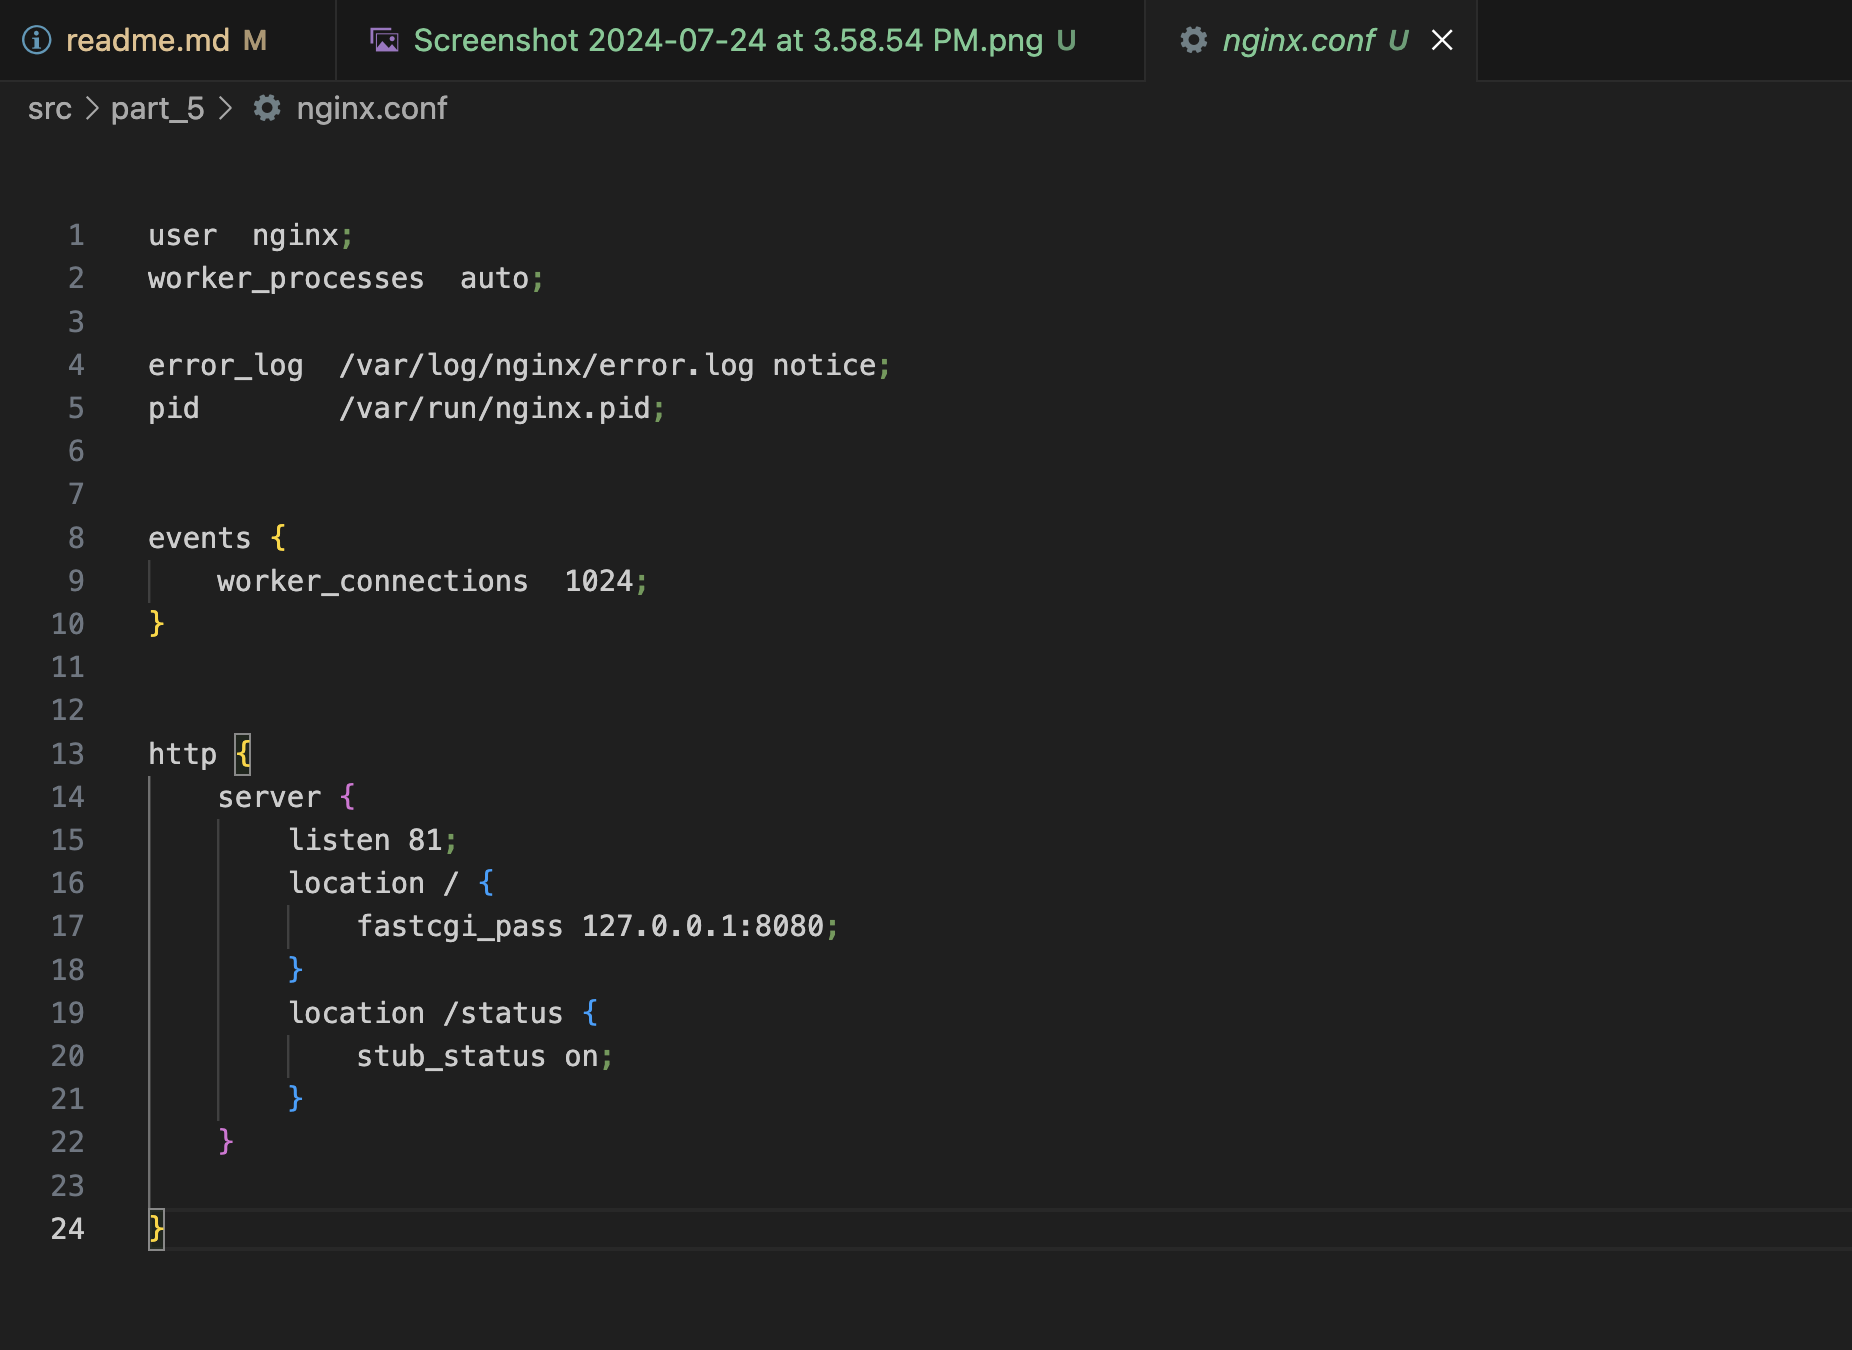 readme.md M Screenshot 2024-07-24 at 3.58.54 PM.png U nginx.conf U
src > part_5 > nginx.conf
1 user  nginx;
2 worker_processes  auto;
3
4 error_log  /var/log/nginx/error.log notice;
5 pid        /var/run/nginx.pid;
6
7
8 events {
9     worker_connections  1024;
10 }
11
12
13 http {
14     server {
15         listen 81;
16         location / {
17             fastcgi_pass 127.0.0.1:8080;
18         }
19         location /status {
20             stub_status on;
21         }
22     }
23
24 }